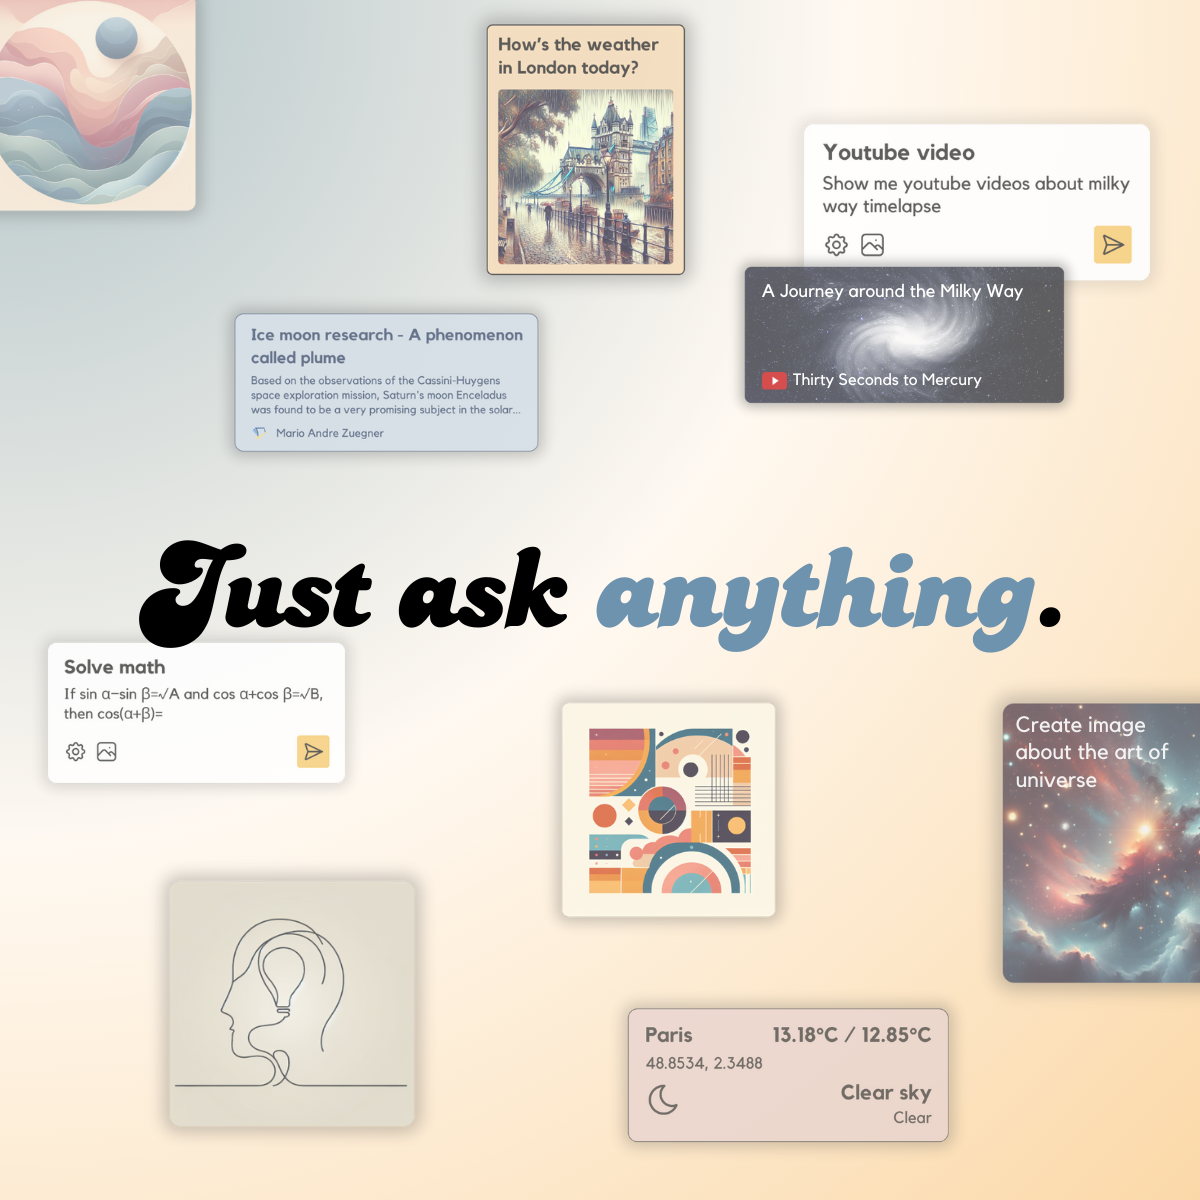 How's the weather
in London today?
Youtube video
Show me youtube videos about milky
way timelapse
A Journey around the Milky Way
Thirty Seconds to Mercury
Ice moon research - A phenomenon
called plume
Based on the observations of the Cassini-Huygens
space exploration mission, Saturn's moon Enceladus
was found to be a very promising subject in the solar...
Mario Andre Zuegner
Just ask anything.
Solve math
If sin α−sin β=√A and cos α+cos β=√B,
then cos(α+β)=
Create image
about the art of
universe
Paris 13.18°C / 12.85°C
48.8534, 2.3488
Clear sky
Clear